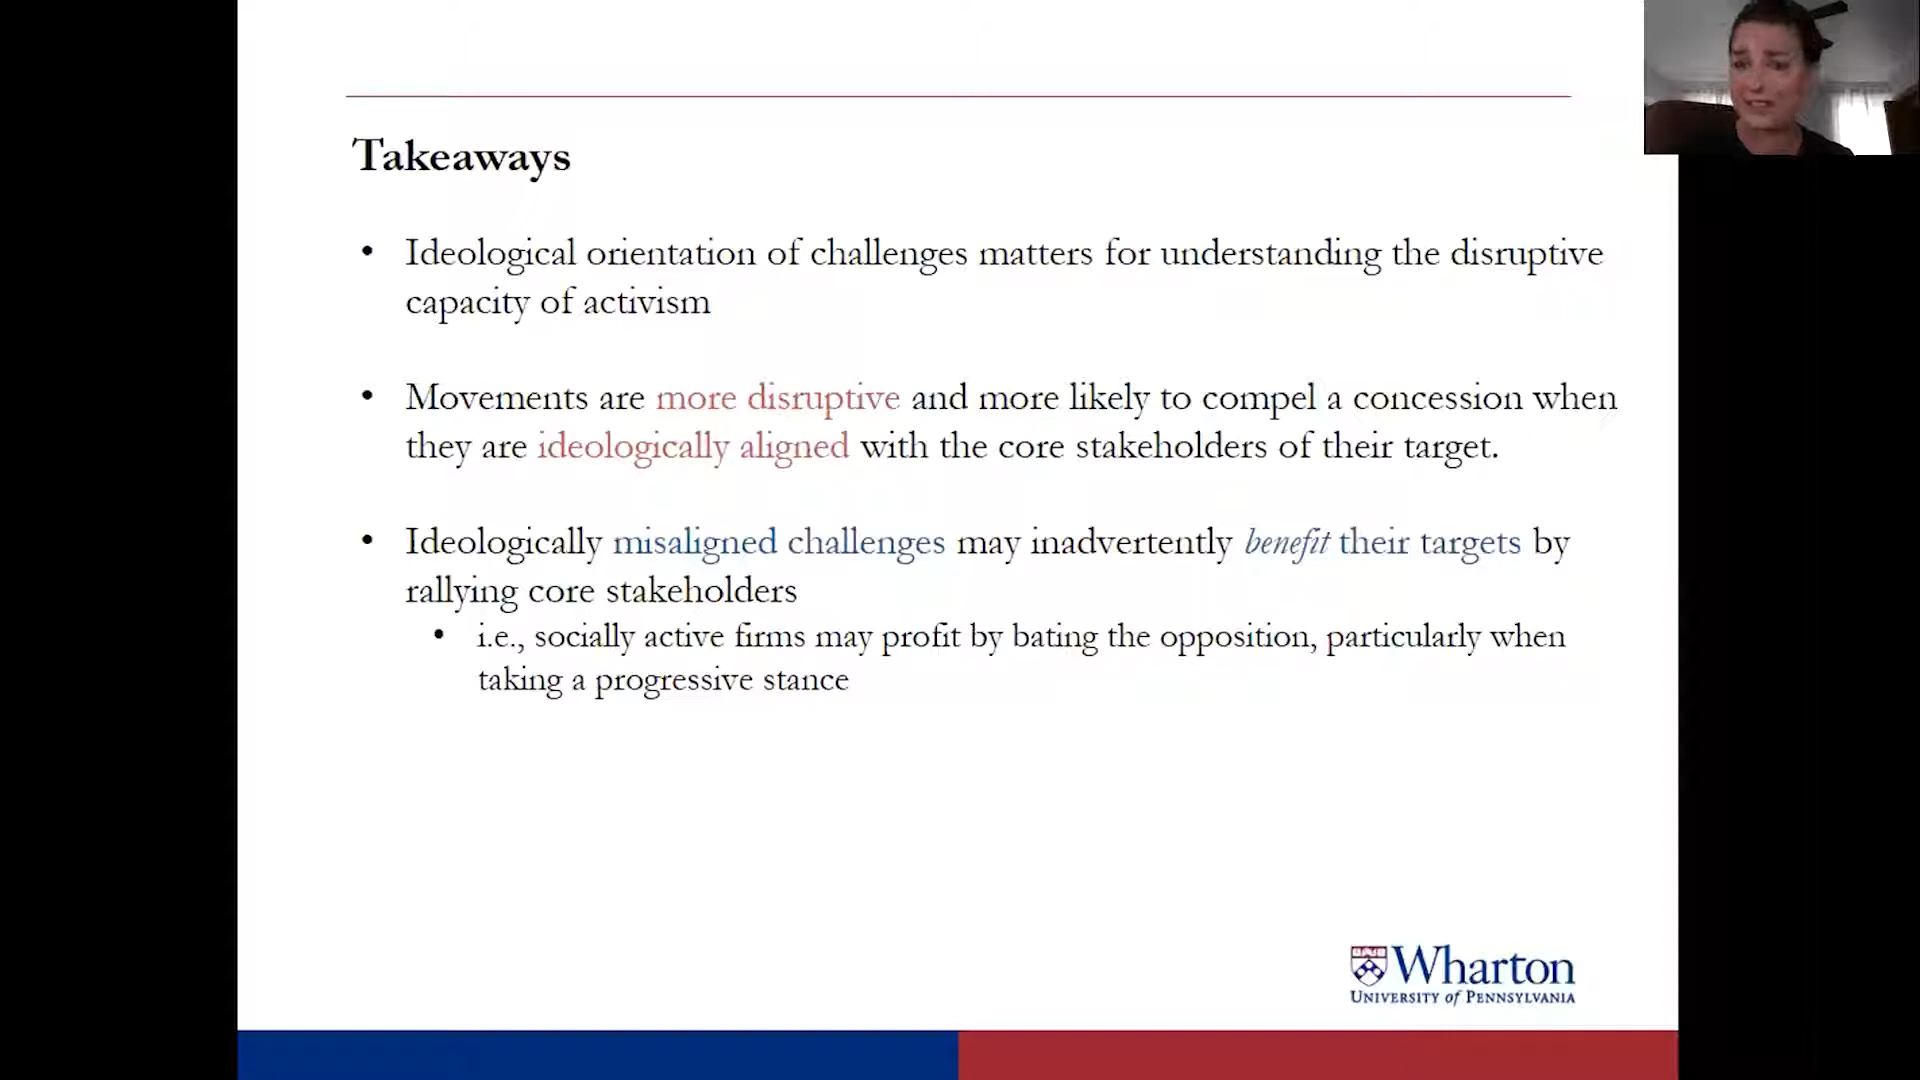 Takeaways
• Ideological orientation of challenges matters for understanding the disruptive
capacity of activism
• Movements are more disruptive and more likely to compel a concession when
they are ideologically aligned with the core stakeholders of their target.
• Ideologically misaligned challenges may inadvertently benefit their targets by
rallying core stakeholders
• i.e., socially active firms may profit by bating the opposition, particularly when
taking a progressive stance
Wharton
UNIVERSITY of PENNSYLVANIA